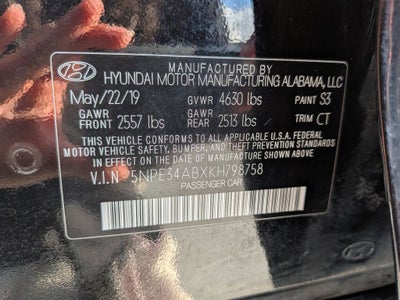 MANUFACTURED BY
HYUNDAI MOTOR MANUFACTURING ALABAMA, LLC
May/22/19 GVWR 4630 lbs PAINT S3
GAWR FRONT 2557 lbs GAWR REAR 2513 lbs TRIM CT
THIS VEHICLE CONFORMS TO ALL APPLICABLE U.S.A. FEDERAL
MOTOR VEHICLE SAFETY, BUMPER, AND THEFT PREVENTION
STANDARDS IN EFFECT ON THE DATE OF
MANUFACTURE SHOWN ABOVE.
V.I.N 5NPE34ABXKH798758
PASSENGER CAR